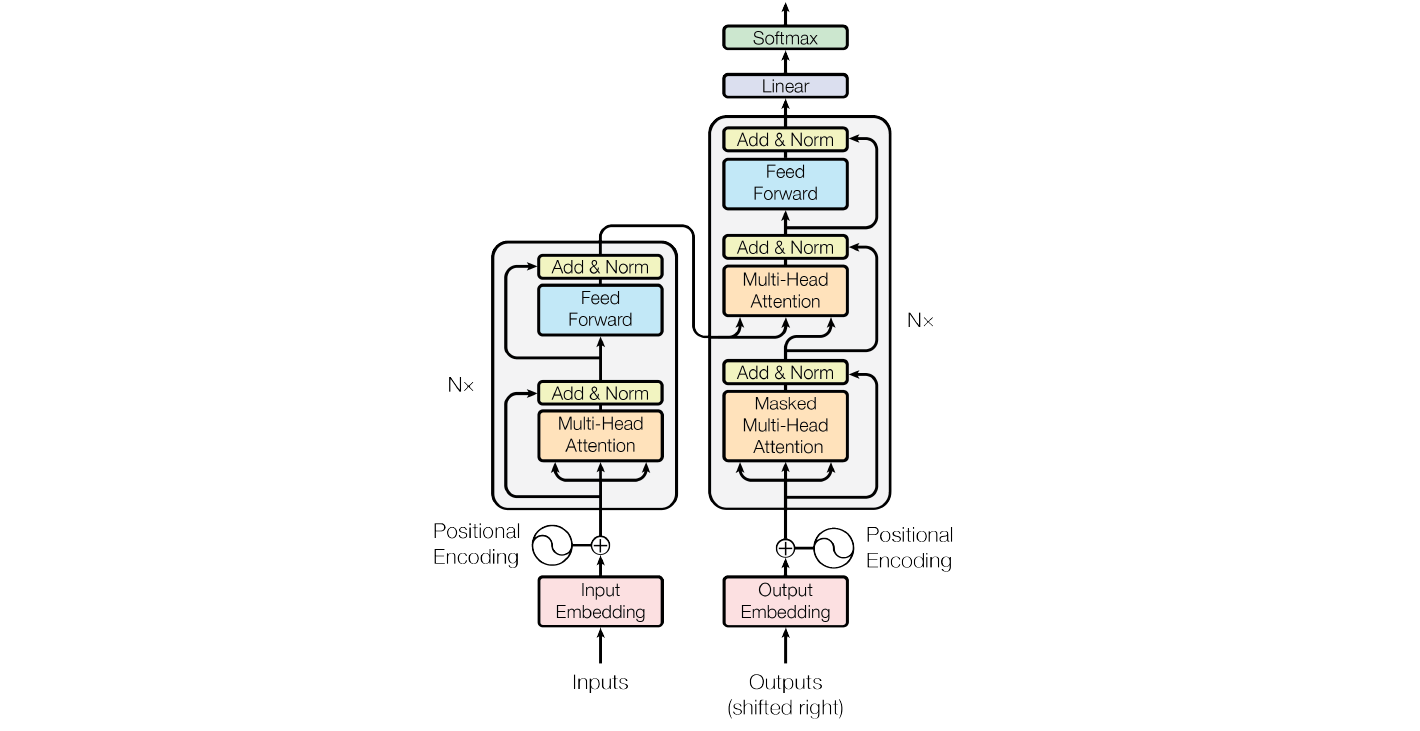 Softmax
Linear
Add & Norm
Feed
Forward
Add & Norm
Multi-Head
Attention
Add & Norm
Masked
Multi-Head
Attention
N×
Add & Norm
Feed
Forward
Add & Norm
Multi-Head
Attention
N×
Positional
Encoding
Positional
Encoding
Input
Embedding
Output
Embedding
Inputs
Outputs
(shifted right)